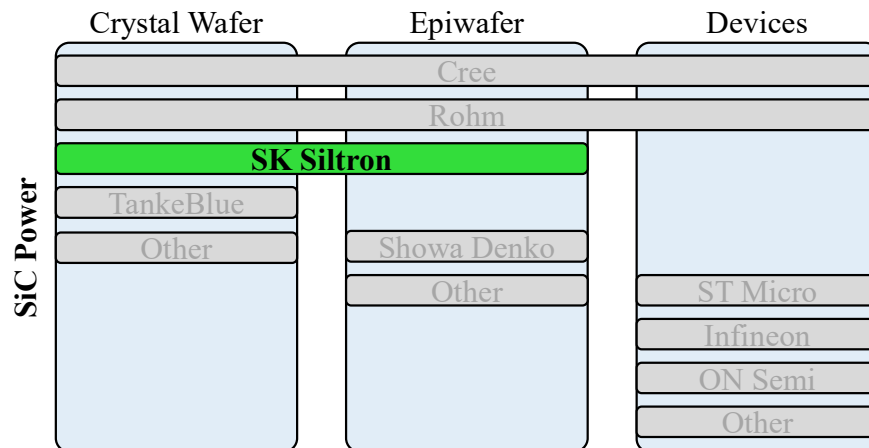 Crystal Wafer Epiwafer Devices
SiC Power
Cree
Rohm
SK Siltron
TankeBlue
Other Showa Denko
Other ST Micro
Infineon
ON Semi
Other